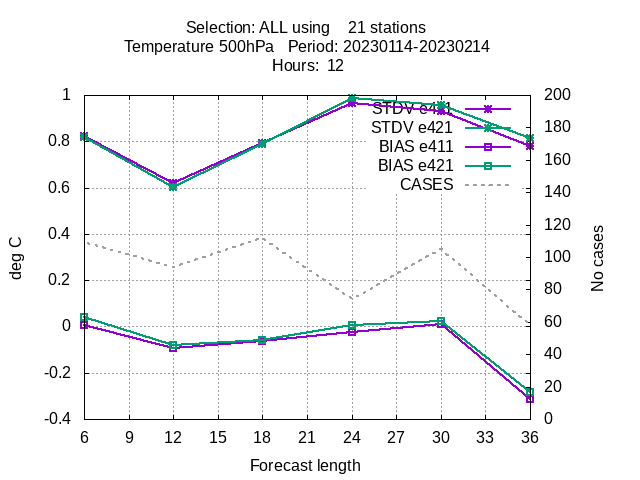 Selection: ALL using    21 stations
Temperature 500hPa   Period: 20230114-20230214
Hours:  12
1
0.8
0.6
0.4
0.2
0
-0.2
-0.4
deg C
200
180
160
140
120
100
80
60
40
20
0
No cases
STDV e411
STDV e421
BIAS e411
BIAS e421
CASES
6 9 12 15 18 21 24 27 30 33 36
Forecast length